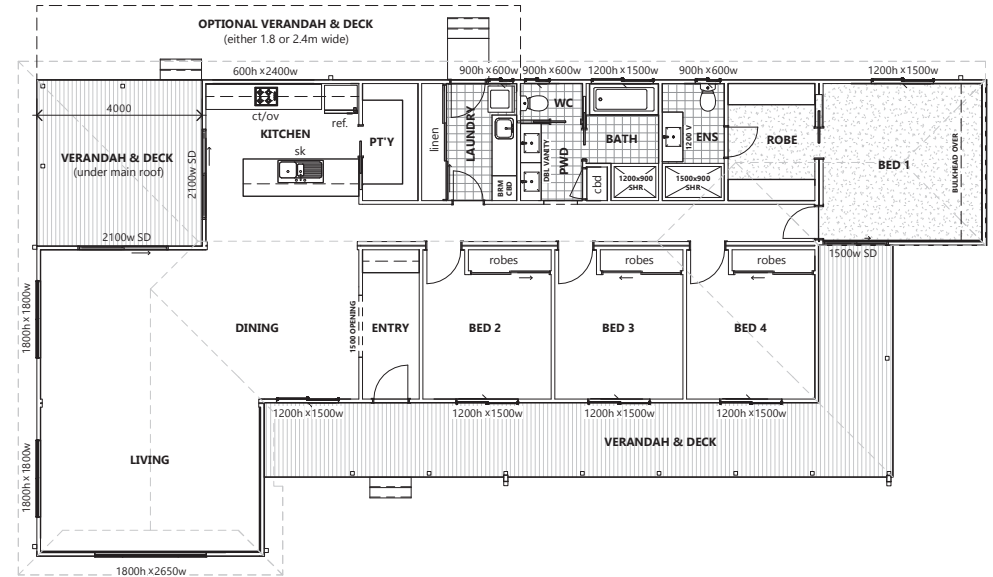 OPTIONAL VERANDAH & DECK
(either 1.8 or 2.4m wide)
600h x2400w
900h x600w
900h x600w
1200h x1500w
900h x600w
1200h x1500w
4000
ct/ov
ref.
KITCHEN
sk
PT'Y
linen
LAUNDRY
BRM
CBD
WC
DBL VANITY
PWD
BATH
cbd
1200x900
SHR
1200 V
ENS
1500x900
SHR
ROBE
BED 1
BULKHEAD OVER
VERANDAH & DECK
(under main roof)
2100w SD
2100w SD
1500w SD
robes
robes
robes
1800h x1800w
DINING
1500 OPENING
ENTRY
BED 2
BED 3
BED 4
1200h x1500w
1200h x1500w
1200h x1500w
1200h x1500w
VERANDAH & DECK
LIVING
1800h x1800w
1800h x2650w